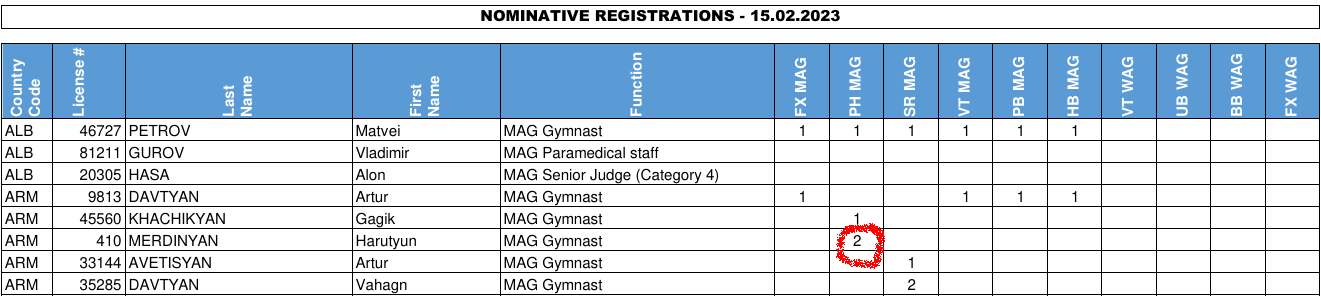 NOMINATIVE REGISTRATIONS - 15.02.2023
Country Code License # Last Name First Name Function FX MAG PH MAG SR MAG VT MAG PB MAG HB MAG VT WAG UB WAG BB WAG FX WAG
ALB 46727 PETROV Matvei MAG Gymnast 1 1 1 1 1 1
ALB 81211 GUROV Vladimir MAG Paramedical staff
ALB 20305 HASA Alon MAG Senior Judge (Category 4)
ARM 9813 DAVTYAN Artur MAG Gymnast 1 1 1 1
ARM 45560 KHACHIKYAN Gagik MAG Gymnast 1
ARM 410 MERDINYAN Harutyun MAG Gymnast 2
ARM 33144 AVETISYAN Artur MAG Gymnast 1
ARM 35285 DAVTYAN Vahagn MAG Gymnast 2